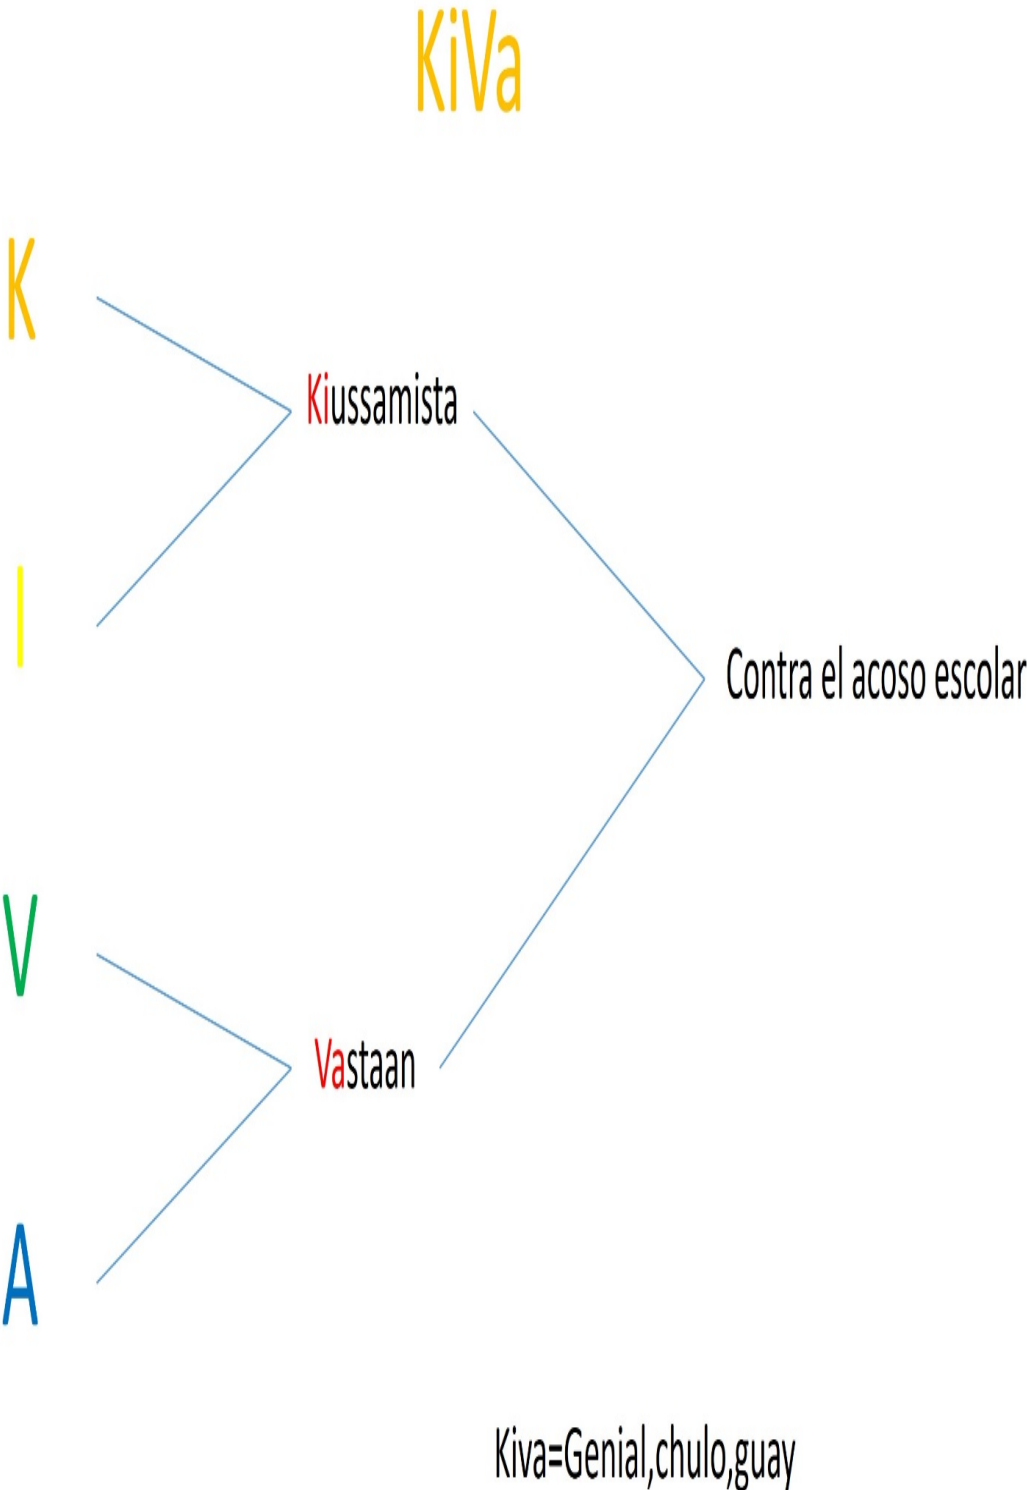 KiVa
K
Kiussamista
I
Contra el acoso escolar
V
Vastaan
A
Kiva=Genial,chulo,guay